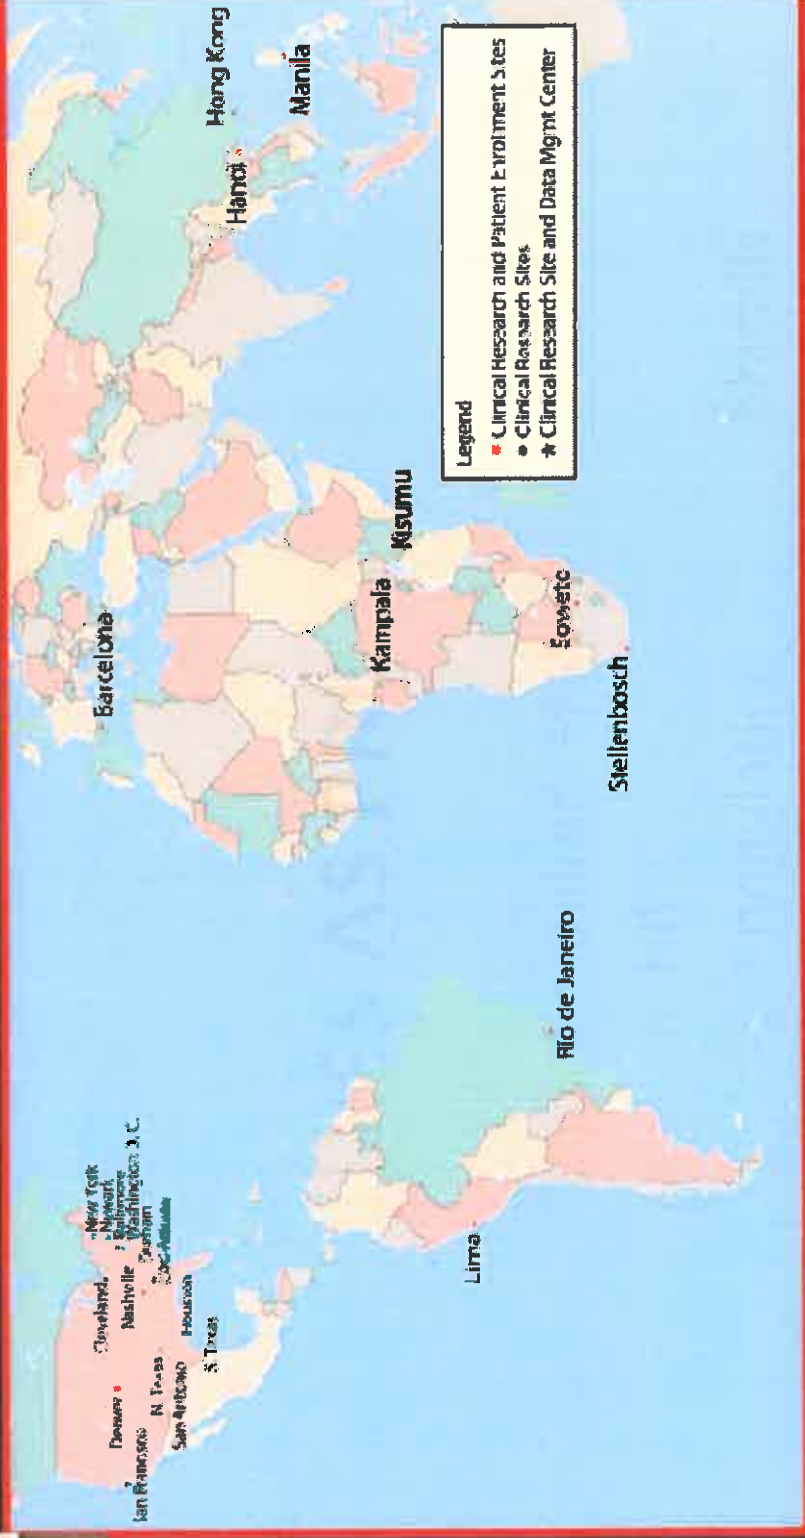 San Francisco
Denver
Cleveland
Nashville
New York
Newark
Baltimore
Washington D.C.
Durham
CDC Atlanta
N. Texas
San Antonio
Houston
S. Texas
Lima
Rio de Janeiro
Barcelona
Kampala
Kisumu
Soweto
Stellenbosch
Hanoi
Hong Kong
Manila
Legend
* Clinical Research and Patient Enrollment Sites
• Clinical Research Sites
★ Clinical Research Site and Data Mgmt Center